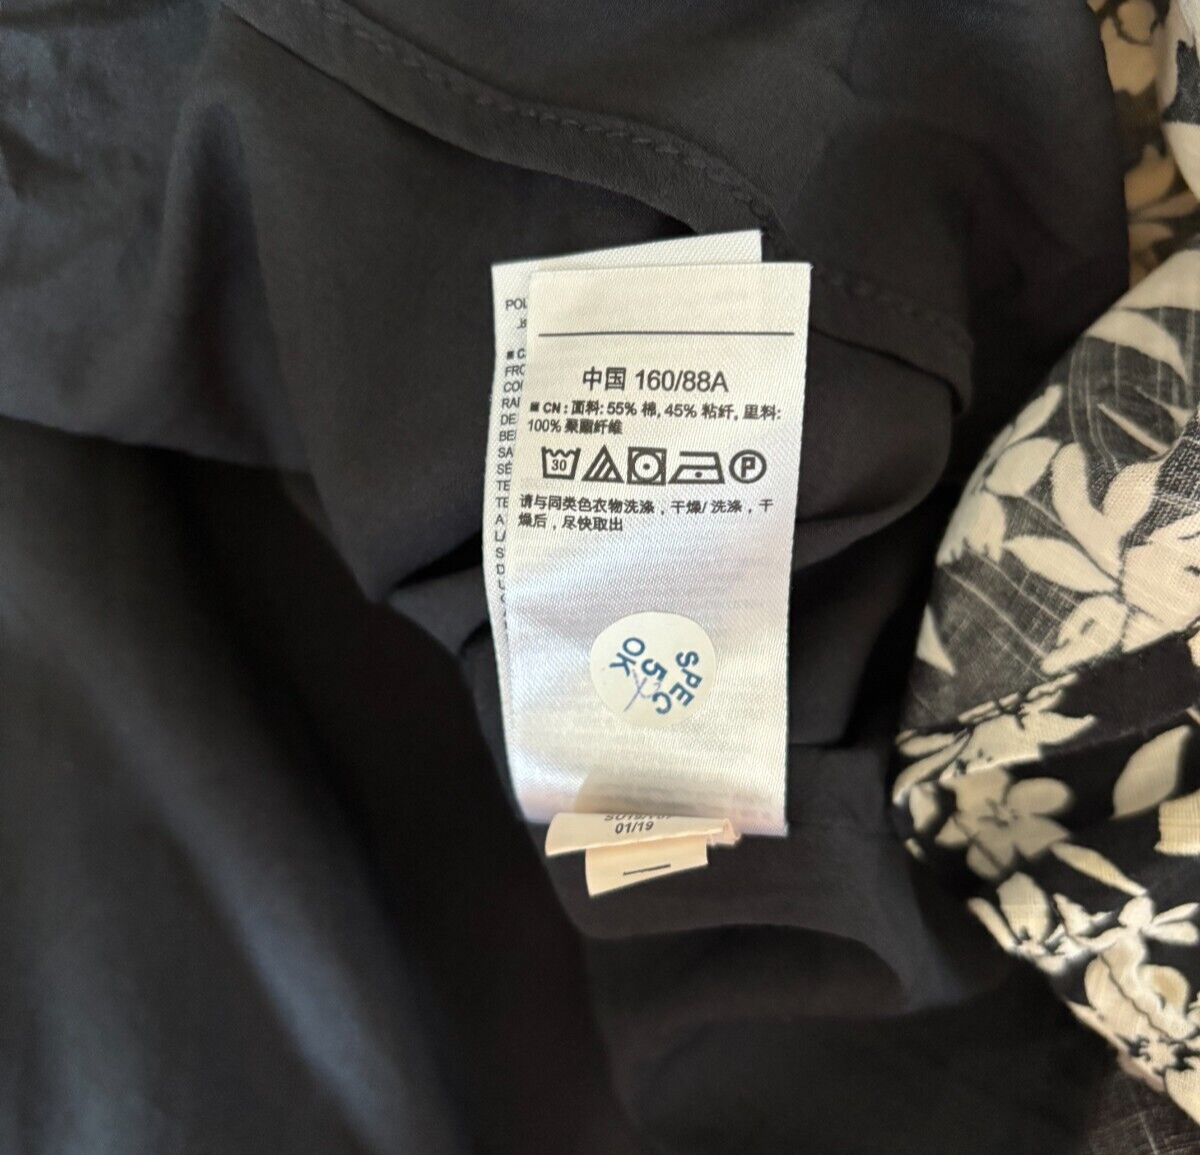 中国 160/88A
■ CN : 面料: 55% 棉, 45% 粘纤, 里料:
100% 聚酯纤维
30
P
请与同类色衣物洗涤，干燥/ 洗涤，干
燥后，尽快取出
SPEC
5
OK
01/19